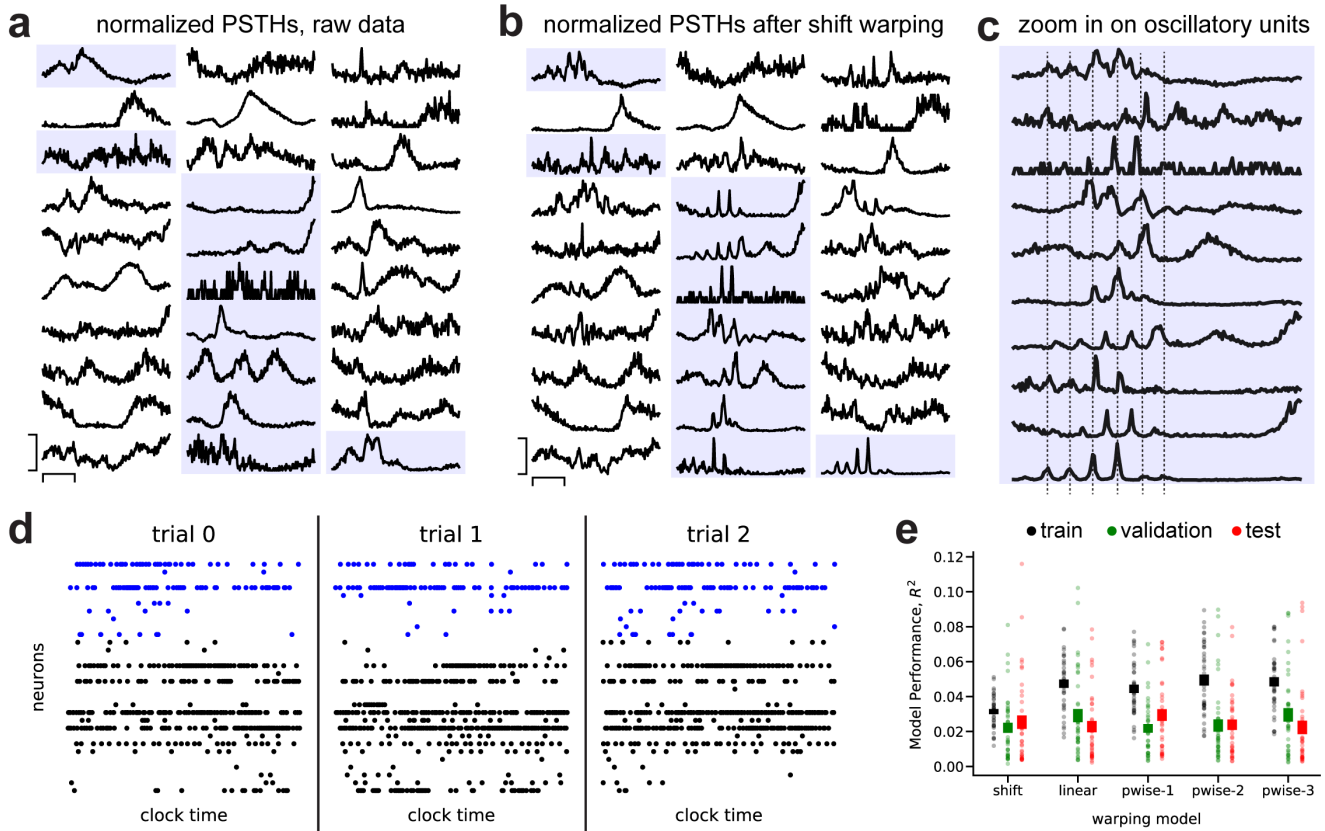 a normalized PSTHs, raw data
b normalized PSTHs after shift warping
c zoom in on oscillatory units
d
trial 0
trial 1
trial 2
neurons
clock time
clock time
clock time
e
train
validation
test
Model Performance, R²
0.12
0.10
0.08
0.06
0.04
0.02
0.00
shift
linear
pwise-1
pwise-2
pwise-3
warping model